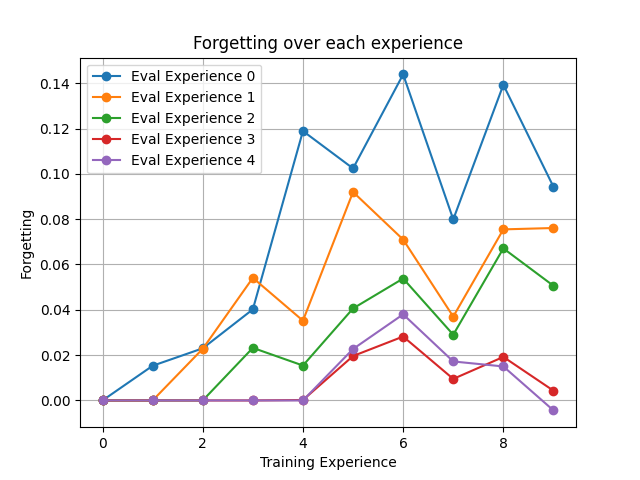 Forgetting over each experience
Eval Experience 0
Eval Experience 1
Eval Experience 2
Eval Experience 3
Eval Experience 4
Forgetting
0.14
0.12
0.10
0.08
0.06
0.04
0.02
0.00
0 2 4 6 8
Training Experience